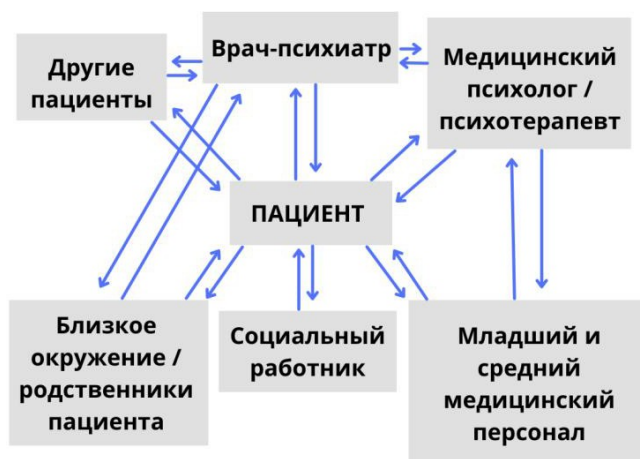 Врач-психиатр
Другие
пациенты
Медицинский
психолог /
психотерапевт
ПАЦИЕНТ
Близкое
окружение /
родственники
пациента
Социальный
работник
Младший и
средний
медицинский
персонал